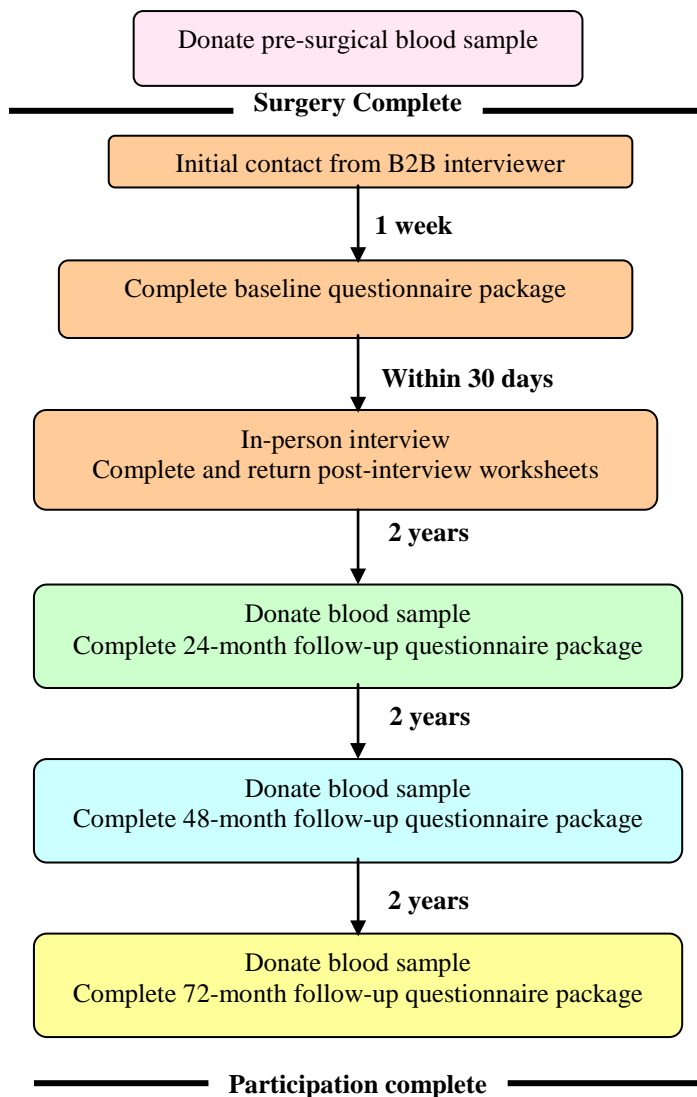 Donate pre-surgical blood sample
Surgery Complete
Initial contact from B2B interviewer
1 week
Complete baseline questionnaire package
Within 30 days
In-person interview
Complete and return post-interview worksheets
2 years
Donate blood sample
Complete 24-month follow-up questionnaire package
2 years
Donate blood sample
Complete 48-month follow-up questionnaire package
2 years
Donate blood sample
Complete 72-month follow-up questionnaire package
Participation complete